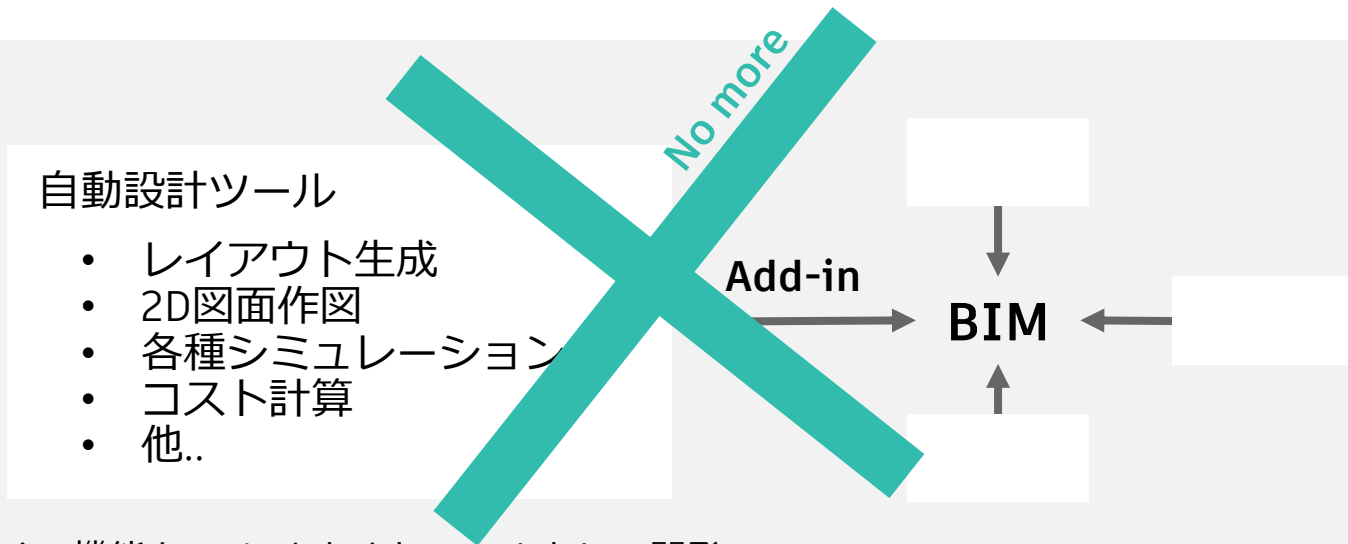 No more
自動設計ツール
• レイアウト生成
• 2D図面作図
• 各種シミュレーション
• コスト計算
• 他..
Add-in
BIM